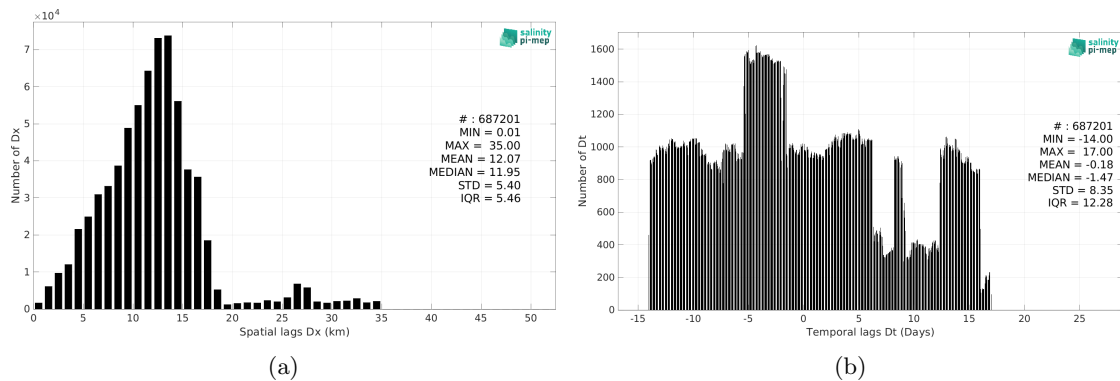 ×10⁴
7
6
5
4
3
2
1
0
Number of Dx
0 5 10 15 20 25 30 35 40 45 50
Spatial lags Dx (km)
salinity
pi-mep
# : 687201
MIN = 0.01
MAX = 35.00
MEAN = 12.07
MEDIAN = 11.95
STD = 5.40
IQR = 5.46
(a)
1600
1400
1200
1000
800
600
400
200
0
Number of Dt
-15 -10 -5 0 5 10 15 20 25
Temporal lags Dt (Days)
salinity
pi-mep
# : 687201
MIN = -14.00
MAX = 17.00
MEAN = -0.18
MEDIAN = -1.47
STD = 8.35
IQR = 12.28
(b)